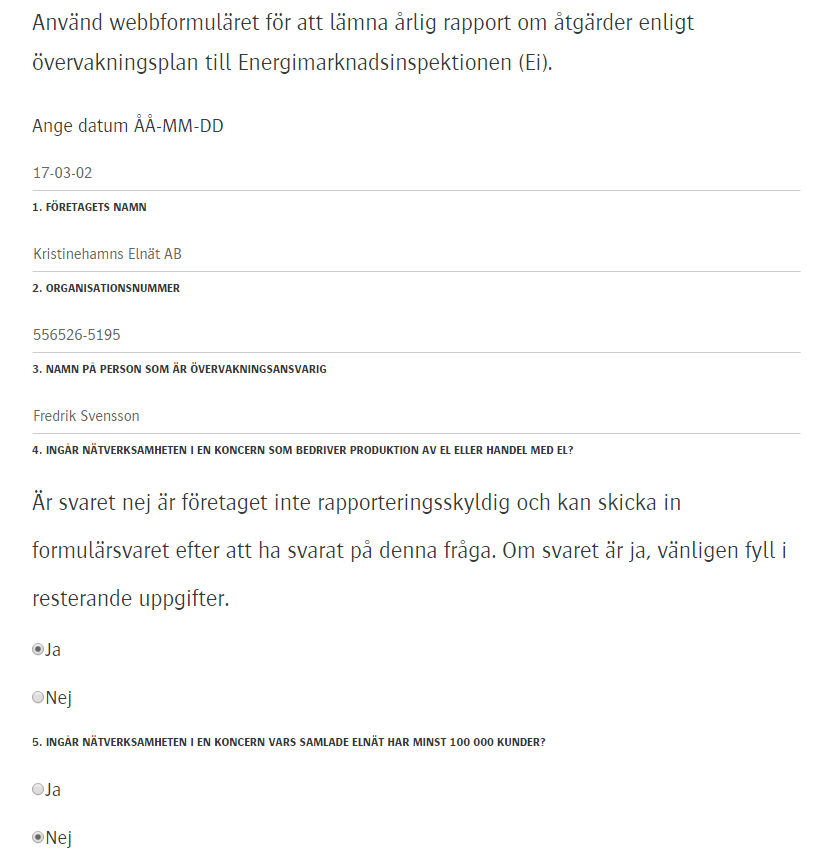 Använd webbformuläret för att lämna årlig rapport om åtgärder enligt
övervakningsplan till Energimarknadsinspektionen (Ei).
Ange datum ÅÅ-MM-DD
17-03-02
1. FÖRETAGETS NAMN
Kristinehamns Elnät AB
2. ORGANISATIONSNUMMER
556526-5195
3. NAMN PÅ PERSON SOM ÄR ÖVERVAKNINGSANSVARIG
Fredrik Svensson
4. INGÅR NÄTVERKSAMHETEN I EN KONCERN SOM BEDRIVER PRODUKTION AV EL ELLER HANDEL MED EL?
Är svaret nej är företaget inte rapporteringsskyldig och kan skicka in
formulärsvaret efter att ha svarat på denna fråga. Om svaret är ja, vänligen fyll i
resterande uppgifter.
Ja
Nej
5. INGÅR NÄTVERKSAMHETEN I EN KONCERN VARS SAMLADE ELNÄT HAR MINST 100 000 KUNDER?
Ja
Nej